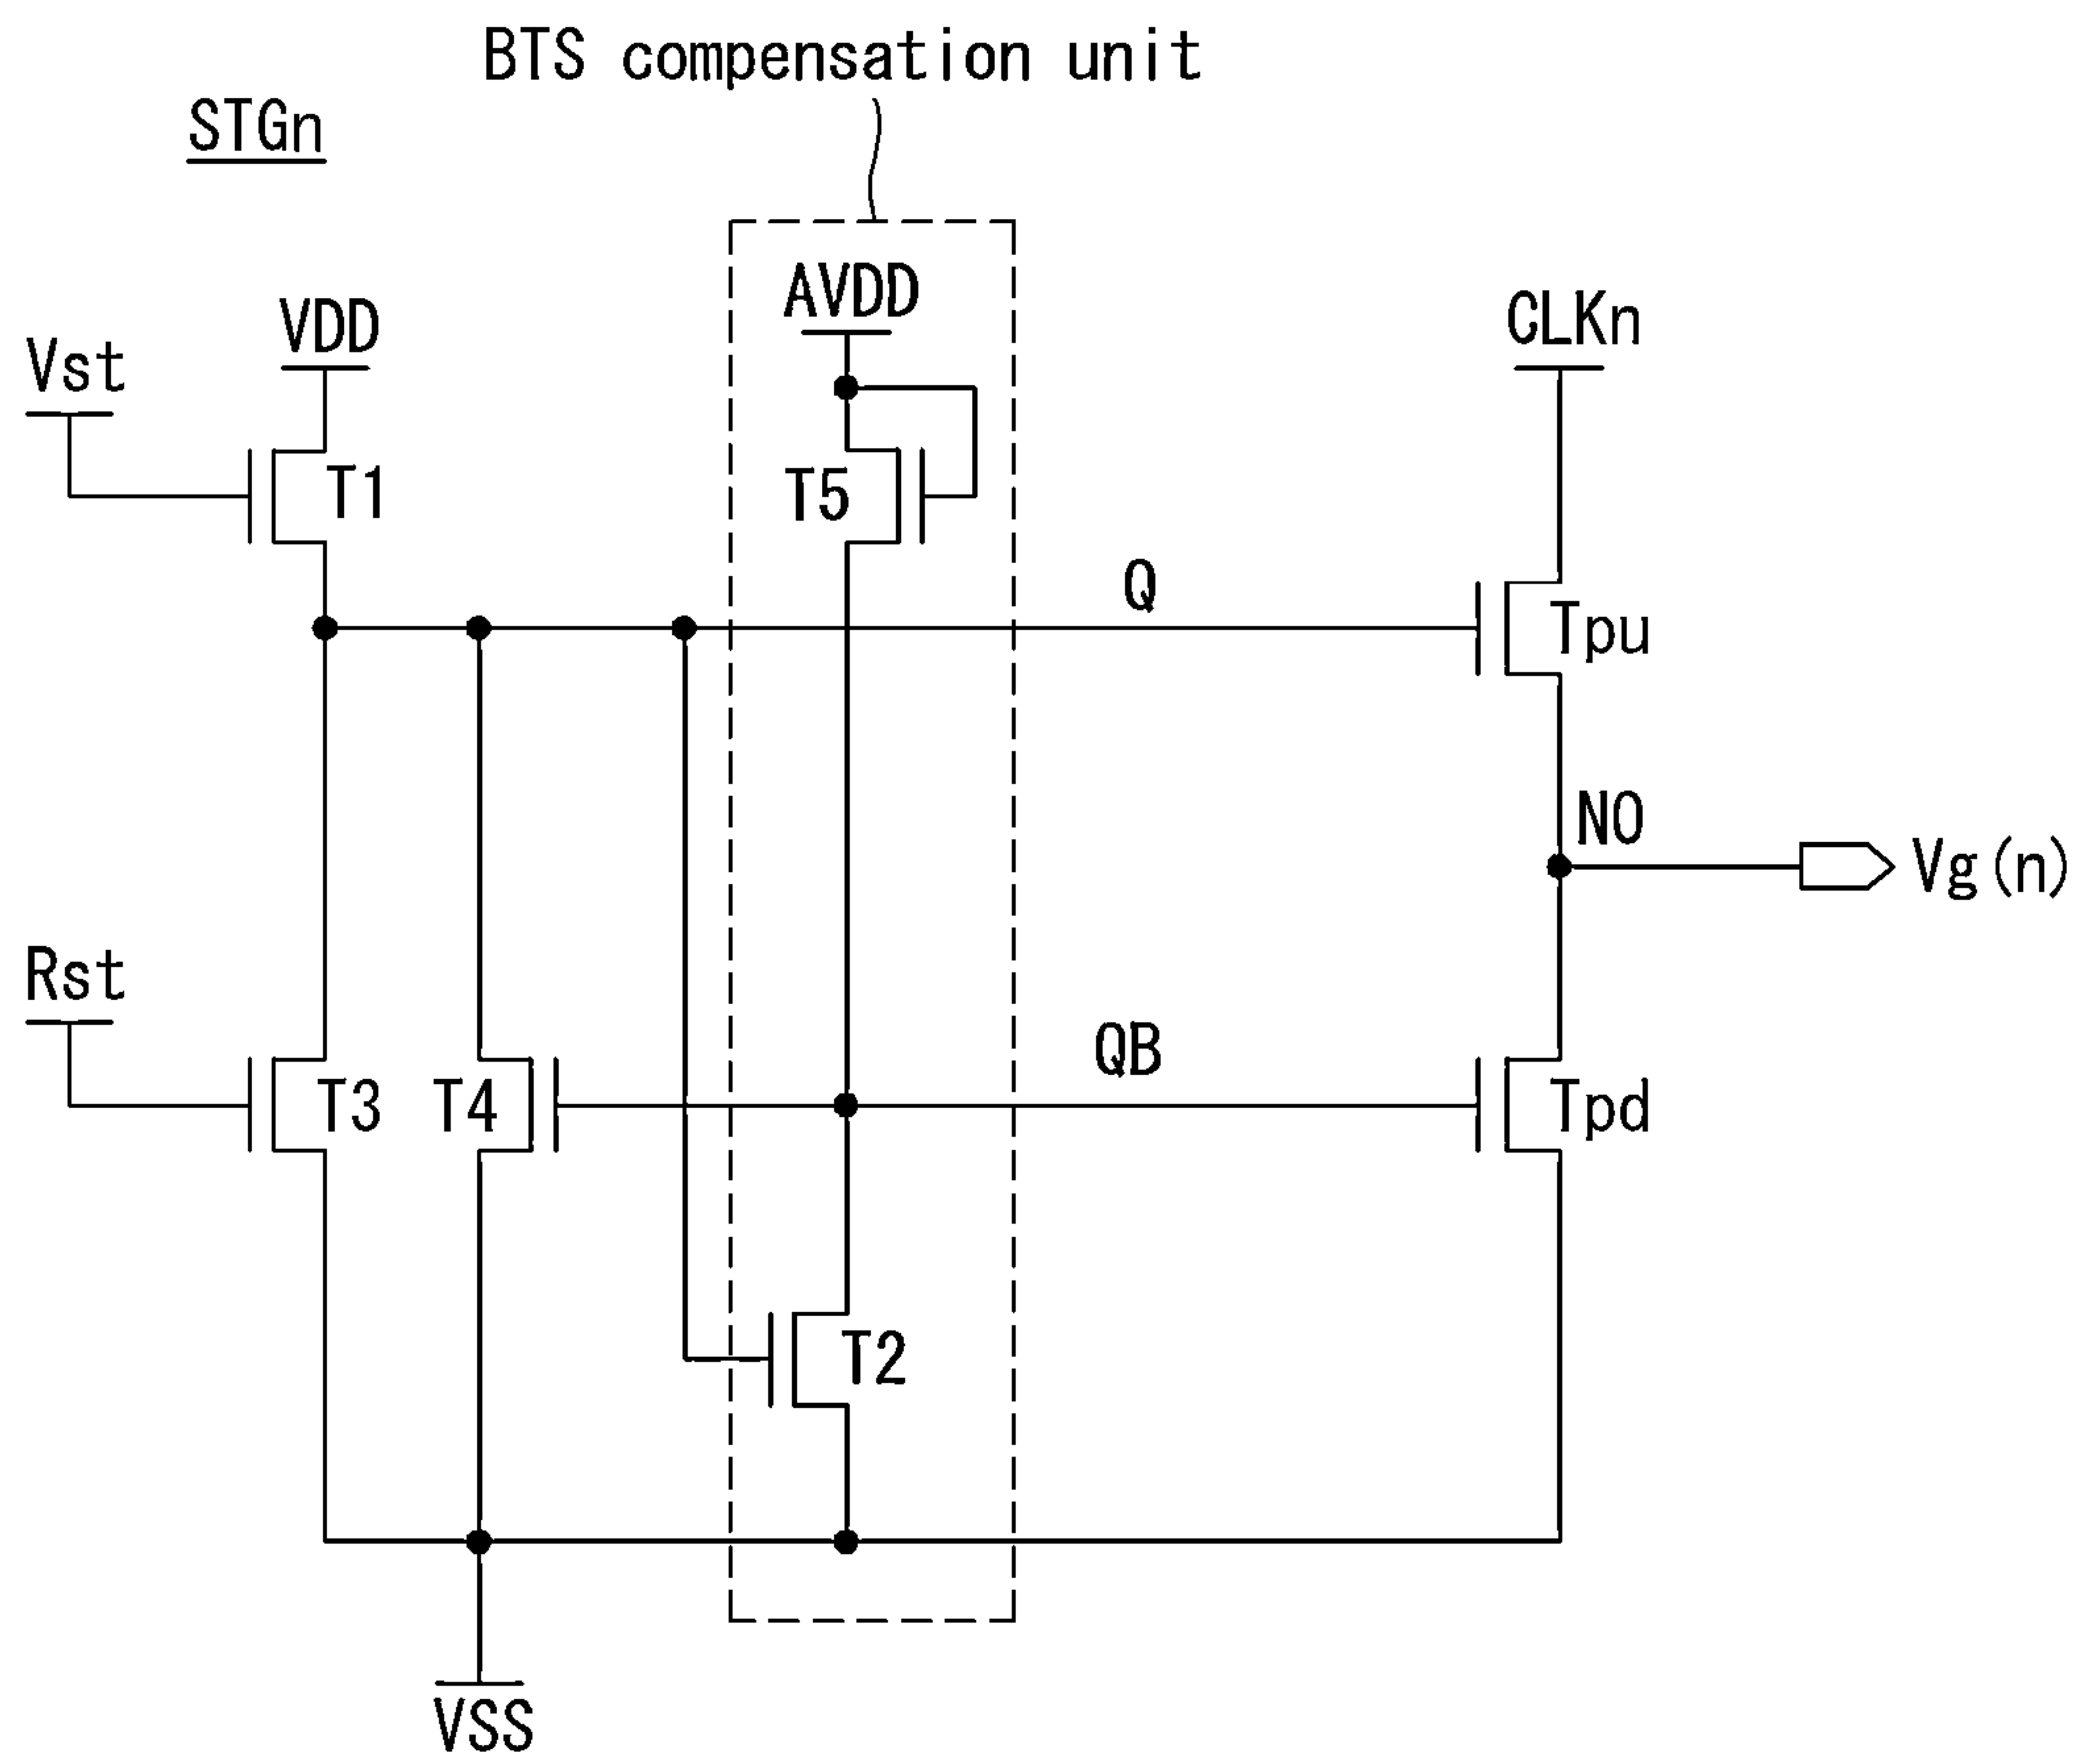 BTS compensation unit
STGn
AVDD
VDD
CLKn
Vst
T1
T5
Q
Tpu
NO
Vg(n)
Rst
QB
T3
T4
Tpd
T2
VSS